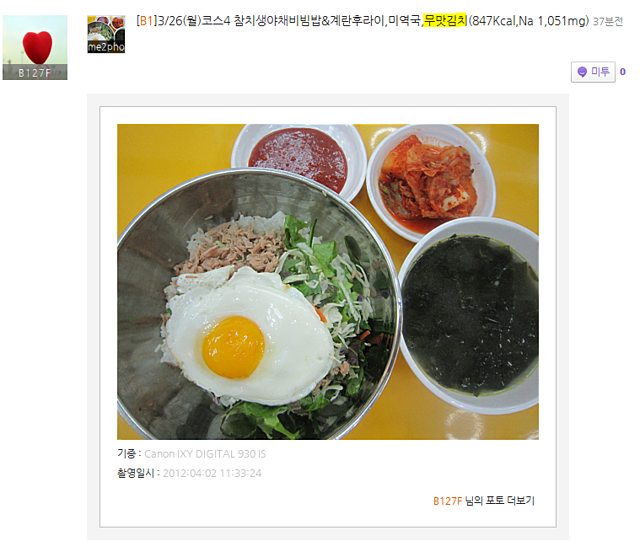 B127F
me2pho
[B1]3/26(월)코스4 참치생야채비빔밥&계란후라이,미역국,무맛김치(847Kcal,Na 1,051mg) 37분전
미투 0
기종 : Canon IXY DIGITAL 930 IS
촬영일시 : 2012:04:02 11:33:24
B127F 님의 포토 더보기